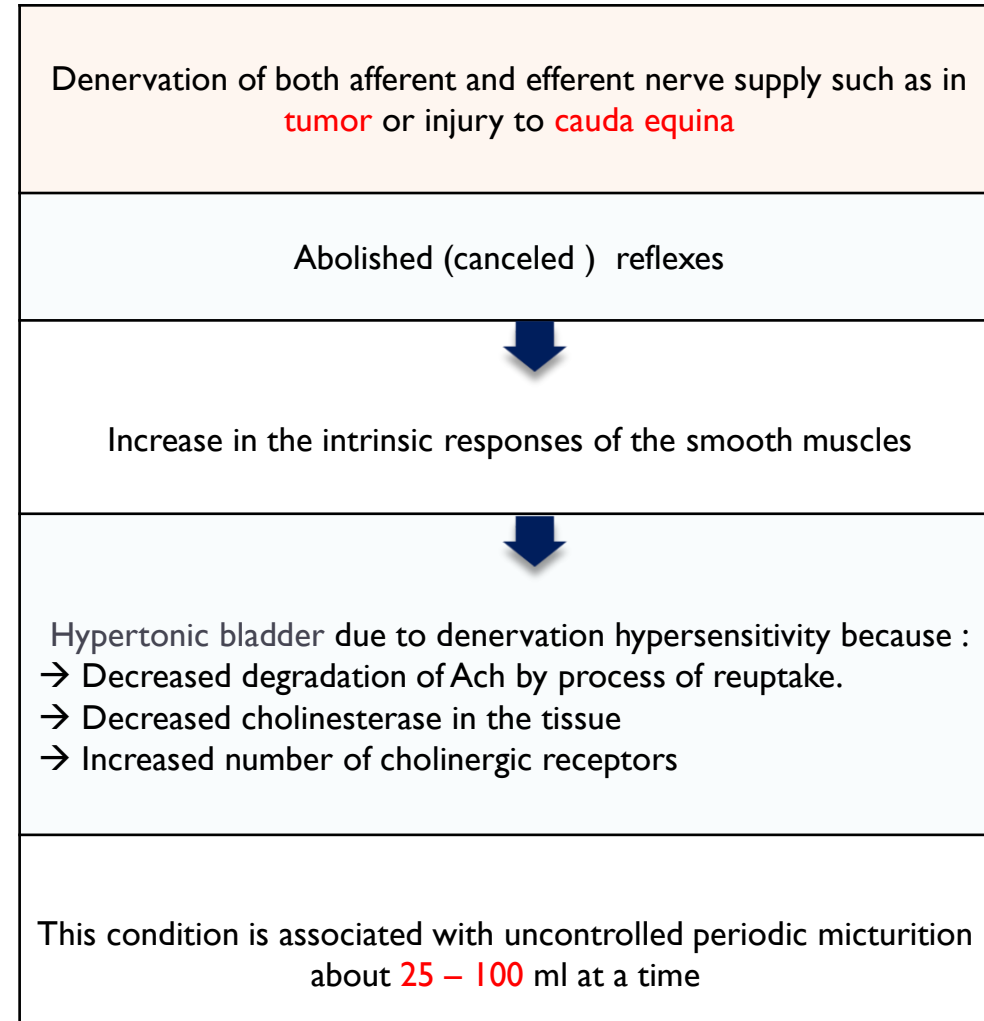 Denervation of both afferent and efferent nerve supply such as in
tumor or injury to cauda equina
Abolished (canceled ) reflexes
Increase in the intrinsic responses of the smooth muscles
Hypertonic bladder due to denervation hypersensitivity because :
→ Decreased degradation of Ach by process of reuptake.
→ Decreased cholinesterase in the tissue
→ Increased number of cholinergic receptors
This condition is associated with uncontrolled periodic micturition
about 25 – 100 ml at a time